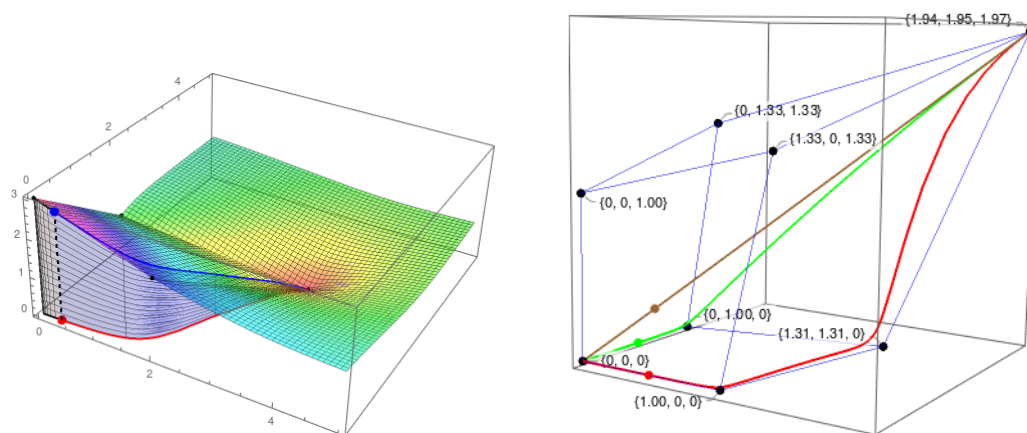 4
2
0
3
2
1
0
0
2
4
{1.94, 1.95, 1.97}
{0, 1.33, 1.33}
{1.33, 0, 1.33}
{0, 0, 1.00}
{0, 1.00, 0}
{1.31, 1.31, 0}
{0, 0, 0}
{1.00, 0, 0}